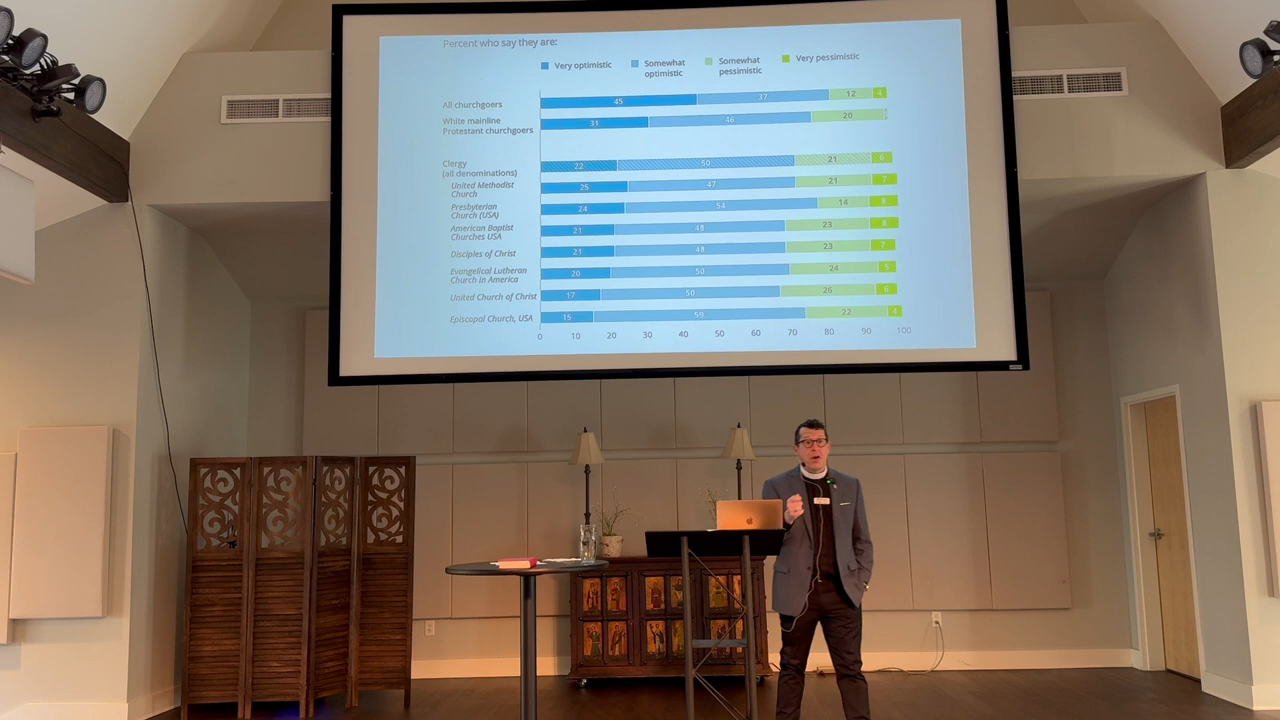 Percent who say they are:
Very optimistic
Somewhat
optimistic
Somewhat
pessimistic
Very pessimistic
All churchgoers
45 37 12 4
White mainline
Protestant churchgoers
31 46 20
Clergy
(all denominations)
22 50 21 6
United Methodist
Church
25 47 21 7
Presbyterian
Church (USA)
24 54 14 8
American Baptist
Churches USA
21 48 23 8
Disciples of Christ
21 48 23 7
Evangelical Lutheran
Church in America
20 50 24 5
United Church of Christ
17 50 26 6
Episcopal Church, USA
15 59 22 4
0 10 20 30 40 50 60 70 80 90 100